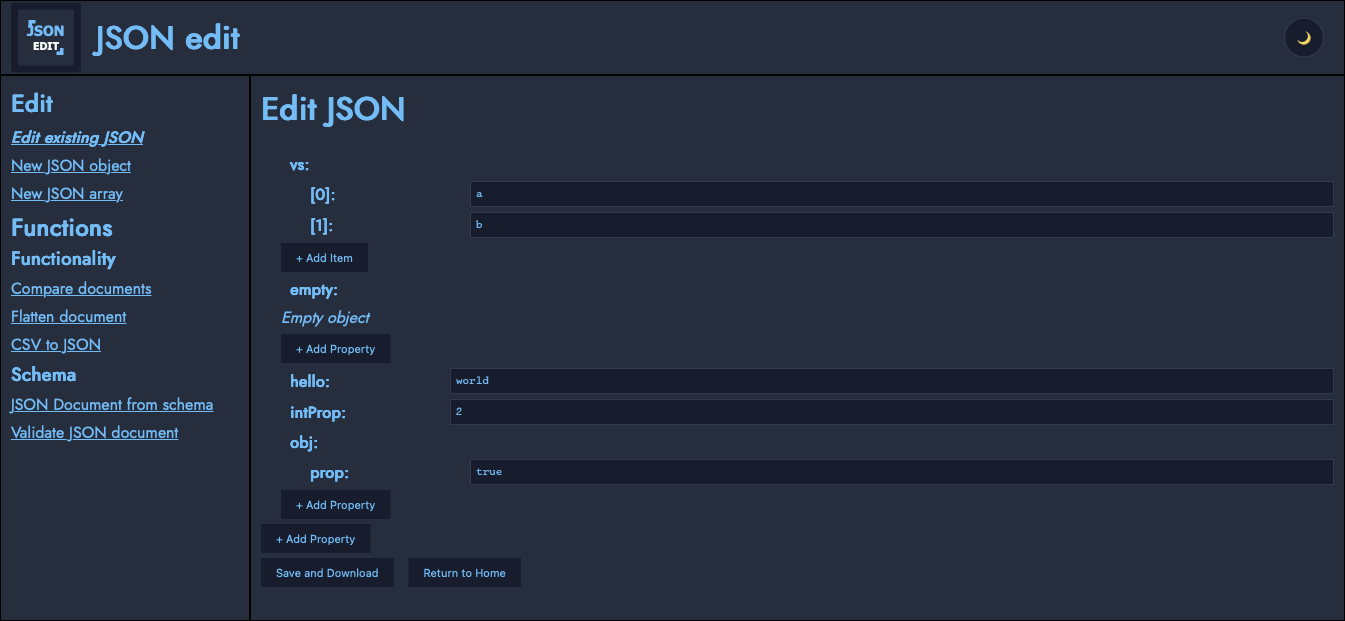 JSON
EDIT
JSON edit
Edit
Edit existing JSON
New JSON object
New JSON array
Functions
Functionality
Compare documents
Flatten document
CSV to JSON
Schema
JSON Document from schema
Validate JSON document
Edit JSON
vs:
[0]: a
[1]: b
+ Add Item
empty:
Empty object
+ Add Property
hello: world
intProp: 2
obj:
prop: true
+ Add Property
+ Add Property
Save and Download Return to Home